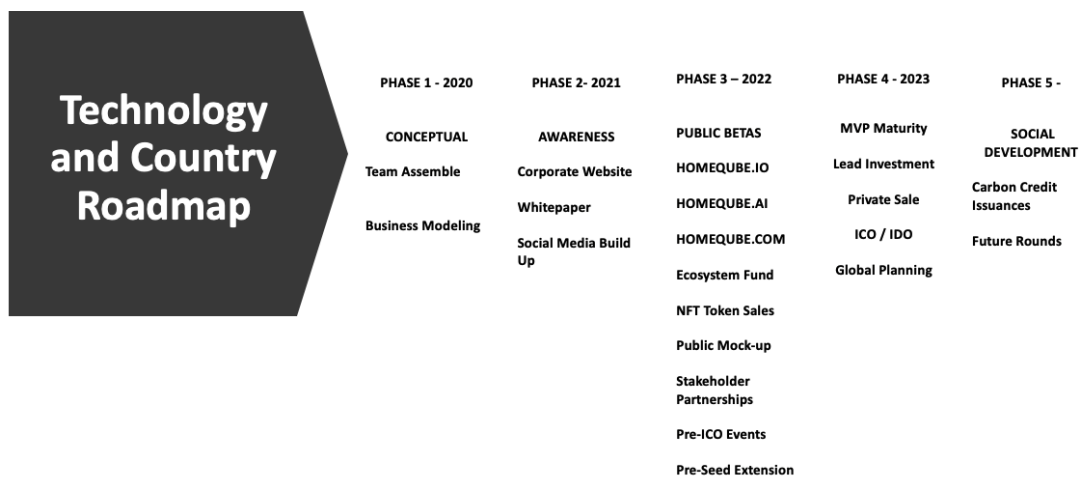 Technology
and Country
Roadmap
PHASE 1 - 2020
CONCEPTUAL
Team Assemble
Business Modeling
PHASE 2- 2021
AWARENESS
Corporate Website
Whitepaper
Social Media Build
Up
PHASE 3 – 2022
PUBLIC BETAS
HOMEQUBE.IO
HOMEQUBE.AI
HOMEQUBE.COM
Ecosystem Fund
NFT Token Sales
Public Mock-up
Stakeholder
Partnerships
Pre-ICO Events
Pre-Seed Extension
PHASE 4 - 2023
MVP Maturity
Lead Investment
Private Sale
ICO / IDO
Global Planning
PHASE 5 -
SOCIAL
DEVELOPMENT
Carbon Credit
Issuances
Future Rounds